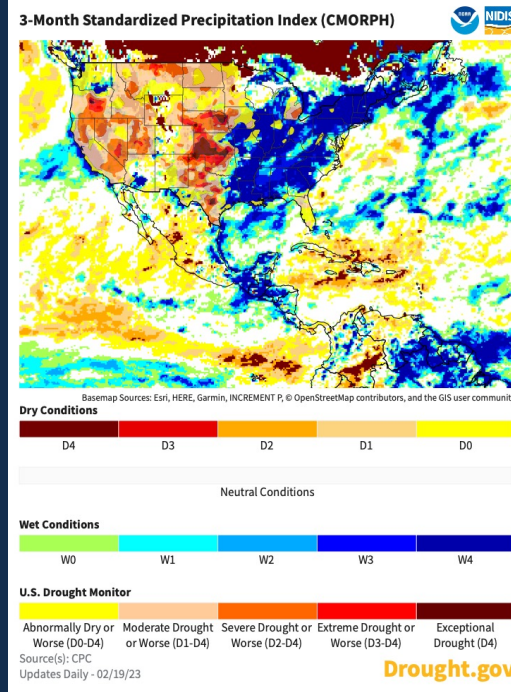 3-Month Standardized Precipitation Index (CMORPH)
NOAA
NIDIS
Basemap Sources: Esri, HERE, Garmin, INCREMENT P, © OpenStreetMap contributors, and the GIS user communit
Dry Conditions
D4 D3 D2 D1 D0
Neutral Conditions
Wet Conditions
W0 W1 W2 W3 W4
U.S. Drought Monitor
Abnormally Dry or Moderate Drought Severe Drought or Extreme Drought or Exceptional
Worse (D0-D4) or Worse (D1-D4) Worse (D2-D4) Worse (D3-D4) Drought (D4)
Source(s): CPC
Updates Daily - 02/19/23
Drought.gov